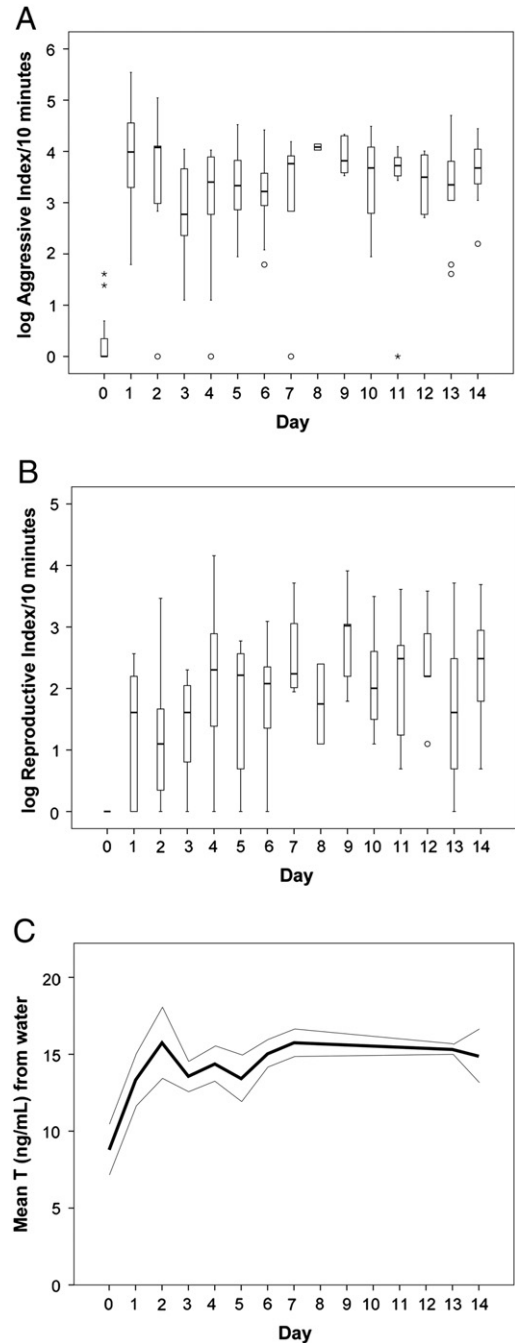 A
log Aggressive Index/10 minutes
6
5
4
3
2
1
0
0 1 2 3 4 5 6 7 8 9 10 11 12 13 14
Day
B
log Reproductive Index/10 minutes
5
4
3
2
1
0
0 1 2 3 4 5 6 7 8 9 10 11 12 13 14
Day
C
Mean T (ng/mL) from water
20
15
10
5
0
0 1 2 3 4 5 6 7 8 9 10 11 12 13 14
Day